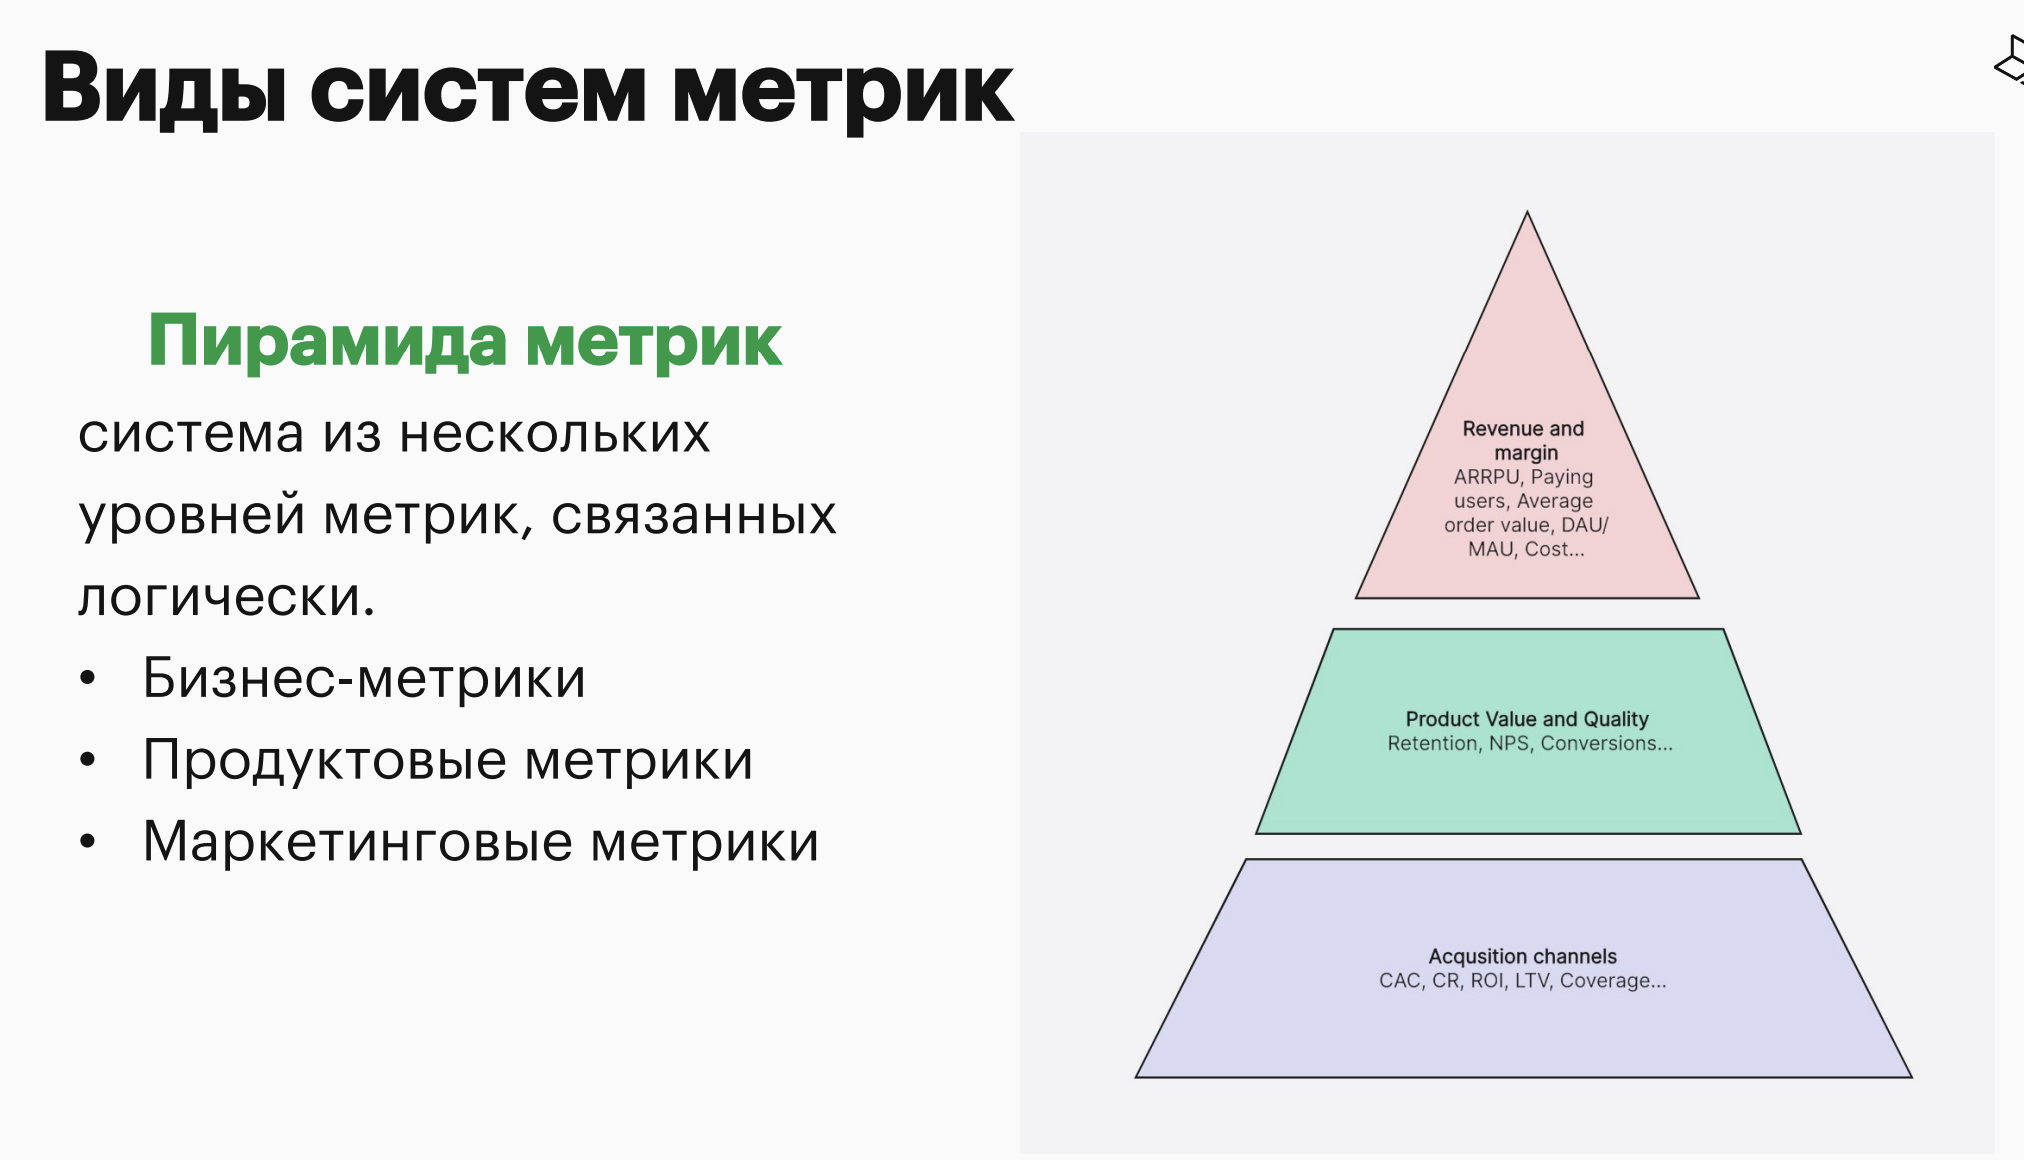 Виды систем метрик
Пирамида метрик
система из нескольких
уровней метрик, связанных
логически.
• Бизнес-метрики
• Продуктовые метрики
• Маркетинговые метрики
Revenue and
margin
ARRPU, Paying
users, Average
order value, DAU/
MAU, Cost...
Product Value and Quality
Retention, NPS, Conversions...
Acqusition channels
CAC, CR, ROI, LTV, Coverage...